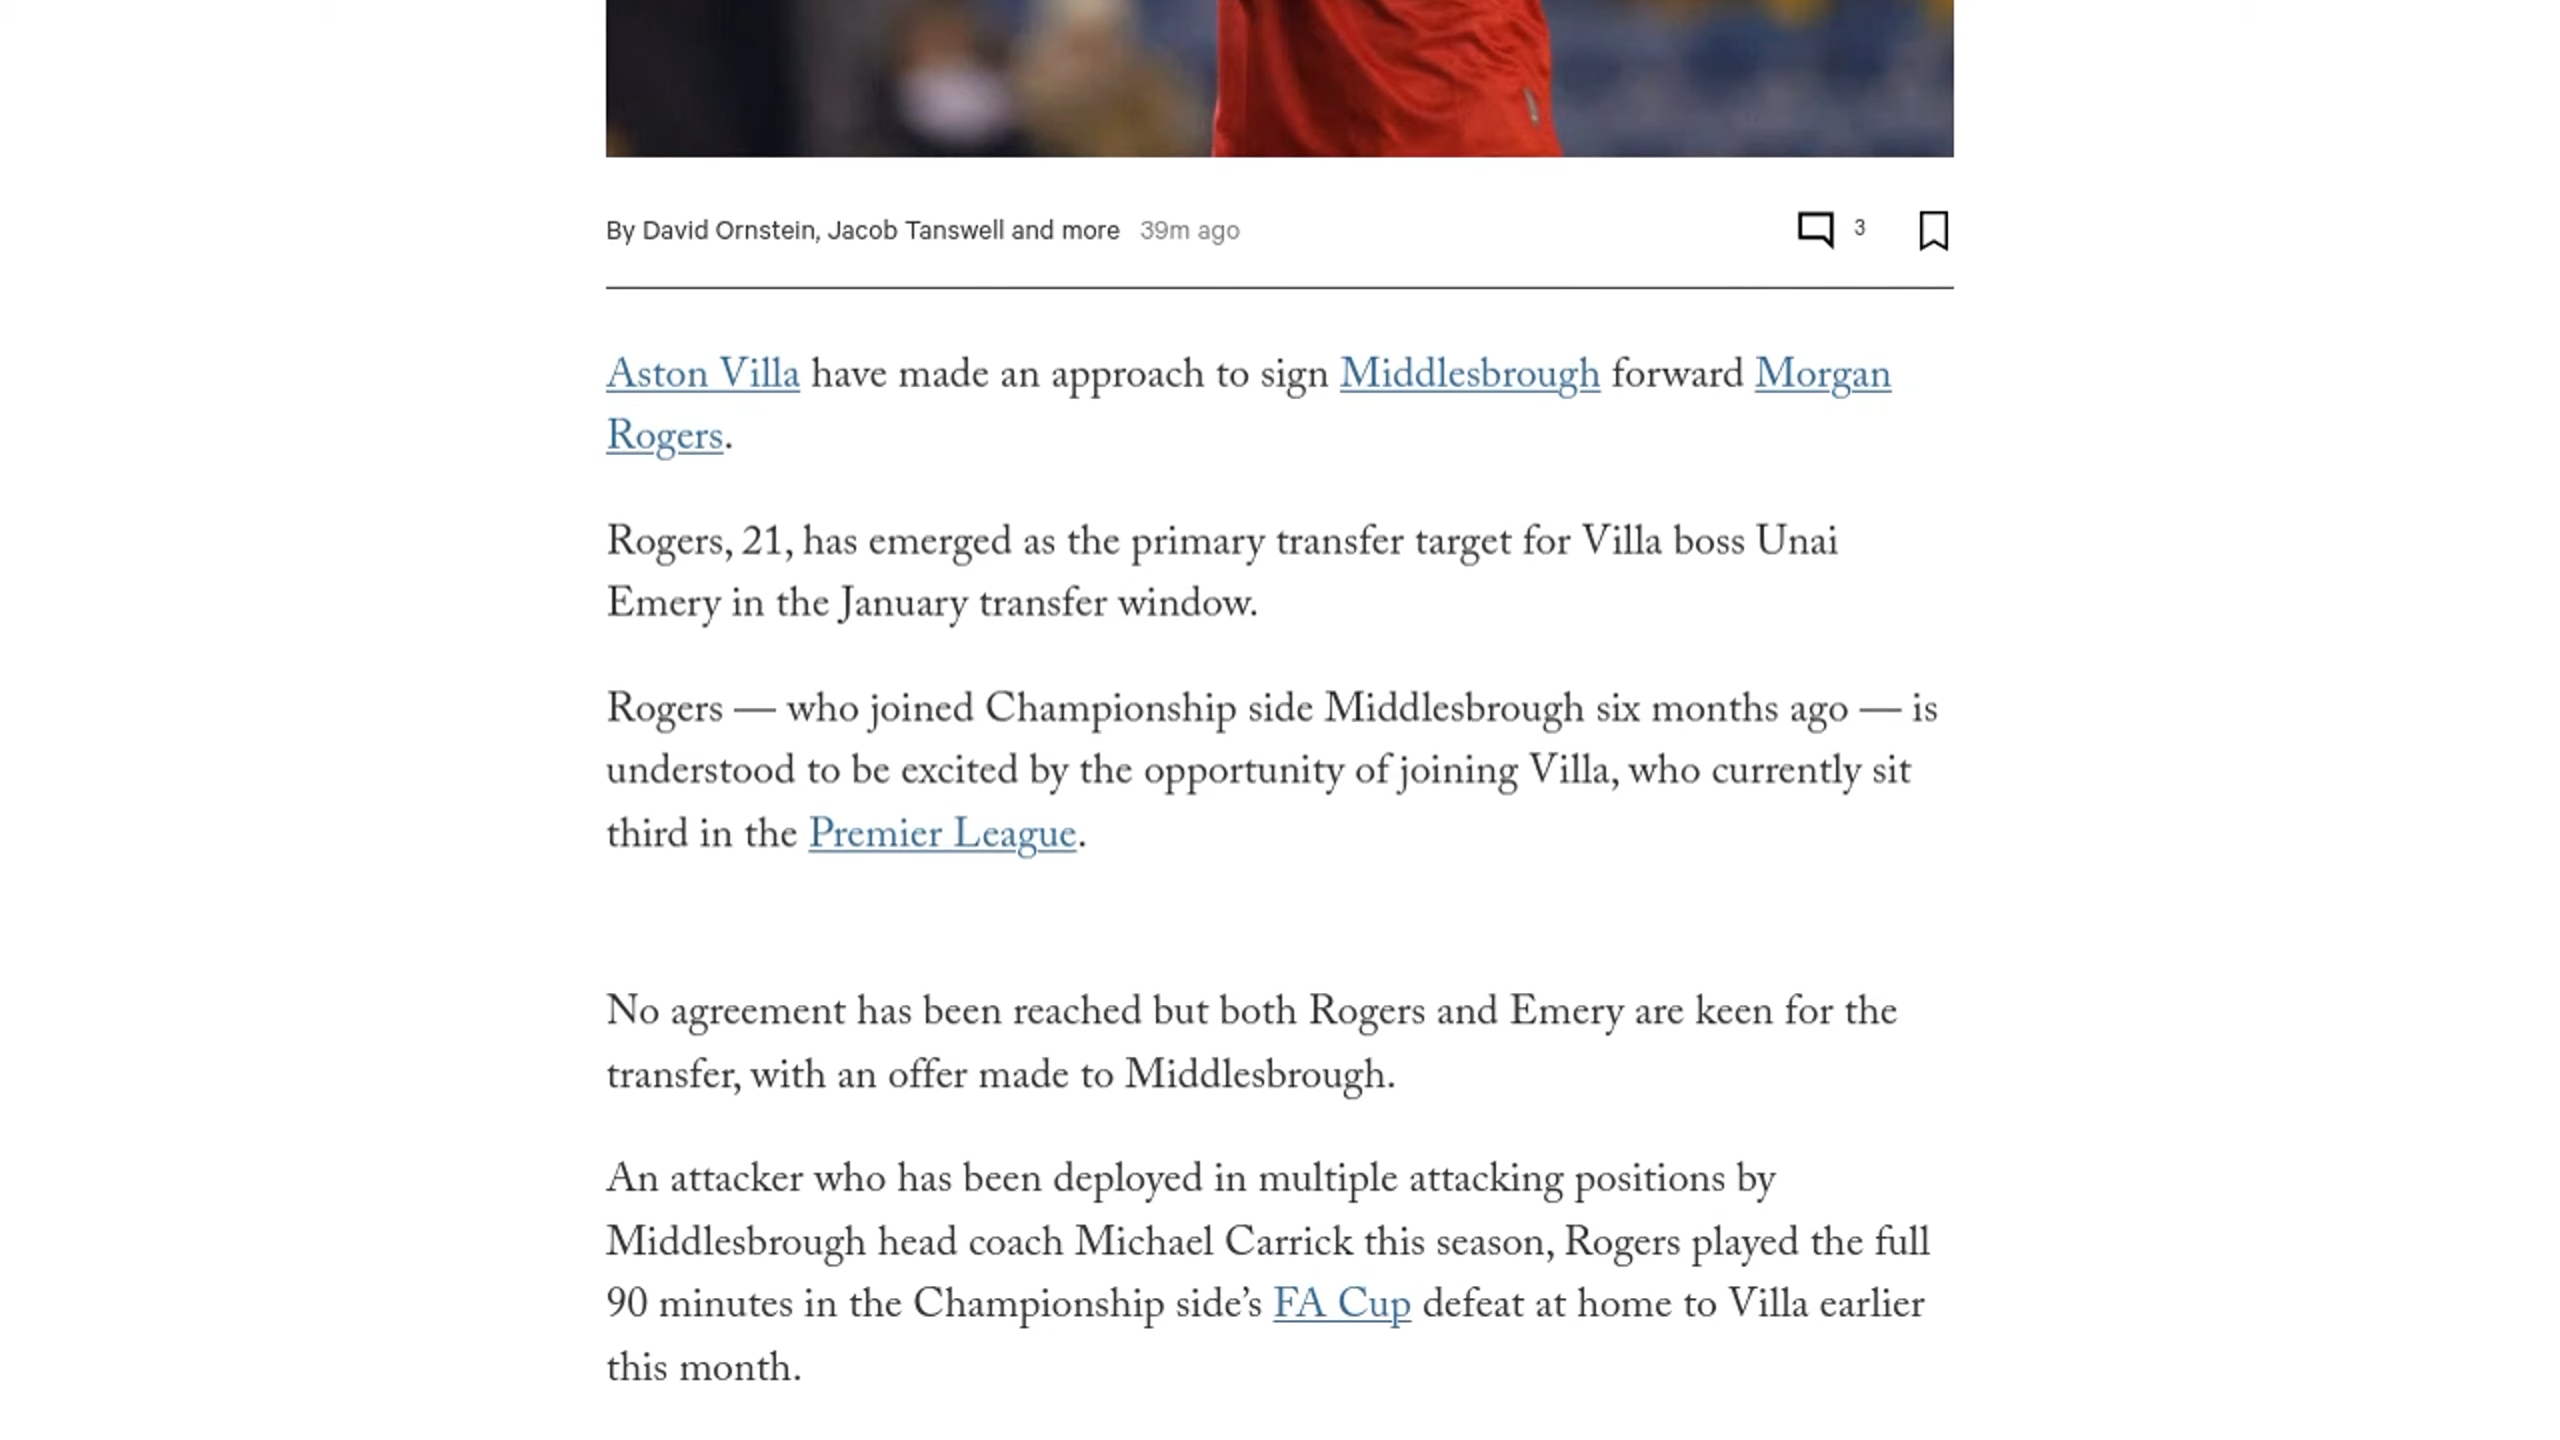 By David Ornstein, Jacob Tanswell and more 39m ago
3
Aston Villa have made an approach to sign Middlesbrough forward Morgan
Rogers.
Rogers, 21, has emerged as the primary transfer target for Villa boss Unai
Emery in the January transfer window.
Rogers — who joined Championship side Middlesbrough six months ago — is
understood to be excited by the opportunity of joining Villa, who currently sit
third in the Premier League.
No agreement has been reached but both Rogers and Emery are keen for the
transfer, with an offer made to Middlesbrough.
An attacker who has been deployed in multiple attacking positions by
Middlesbrough head coach Michael Carrick this season, Rogers played the full
90 minutes in the Championship side’s FA Cup defeat at home to Villa earlier
this month.